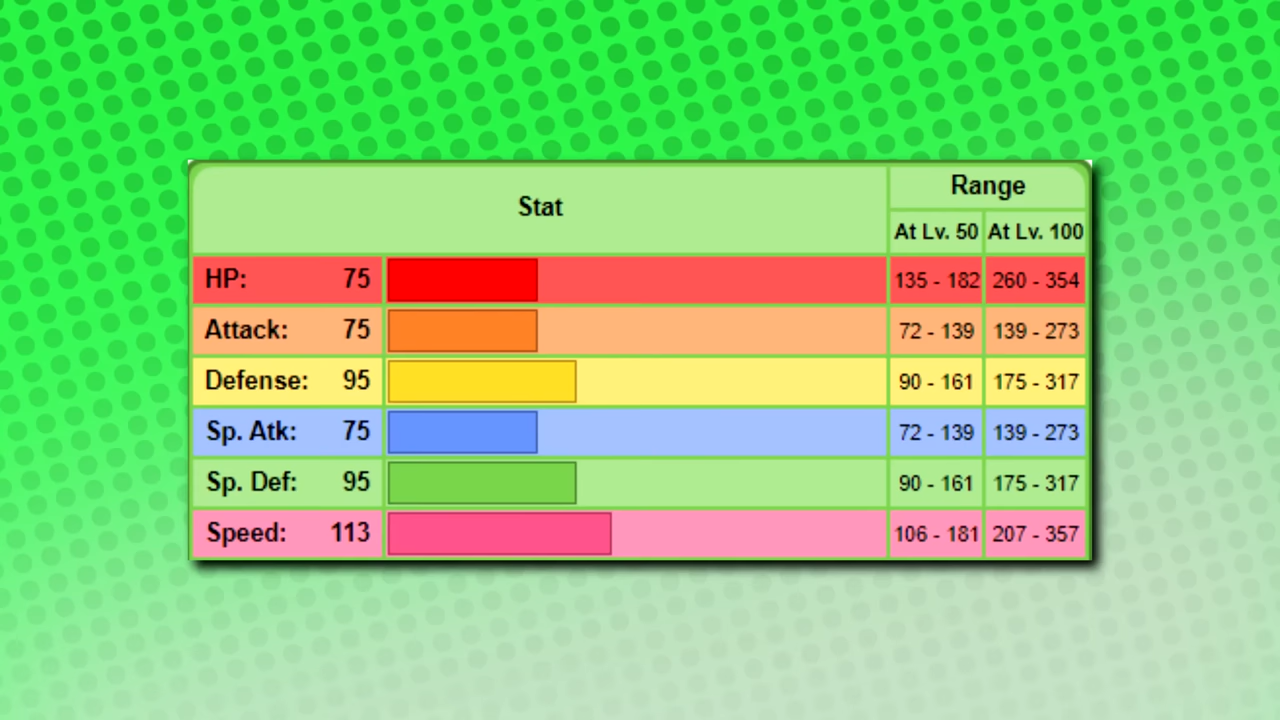 Stat Range
At Lv. 50 At Lv. 100
HP: 75 135 - 182 260 - 354
Attack: 75 72 - 139 139 - 273
Defense: 95 90 - 161 175 - 317
Sp. Atk: 75 72 - 139 139 - 273
Sp. Def: 95 90 - 161 175 - 317
Speed: 113 106 - 181 207 - 357